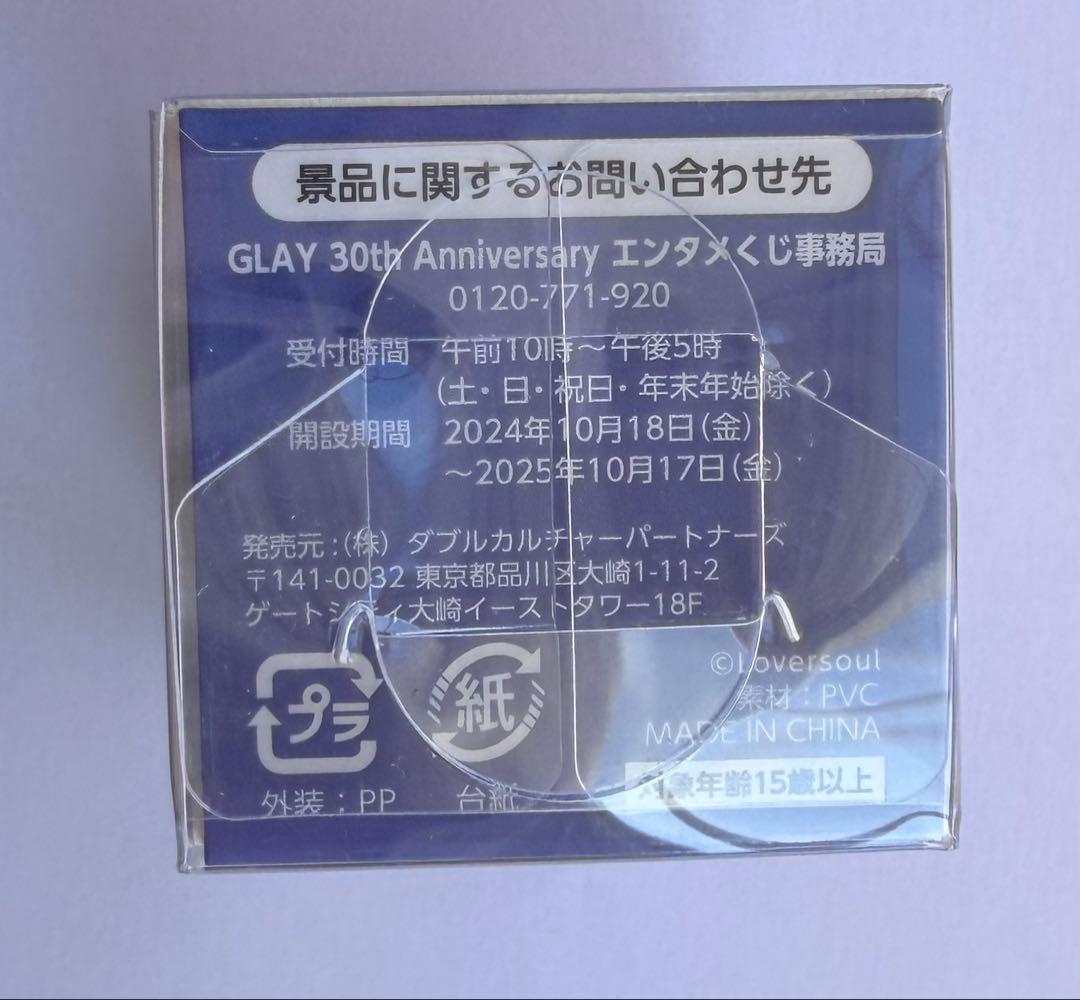 景品に関するお問い合わせ先
GLAY 30th Anniversary エンタメくじ事務局
0120-771-920
受付時間 午前10時～午後5時
(土・日・祝日・年末年始除く)
開設期間 2024年10月18日(金)
～2025年10月17日(金)
発売元:(株) ダブルカルチャーパートナーズ
〒141-0032 東京都品川区大崎1-11-2
ゲートシティ大崎イーストタワー18F
プラ
紙
外装:PP
台紙
©Loversoul
素材:PVC
MADE IN CHINA
対象年齢15歳以上